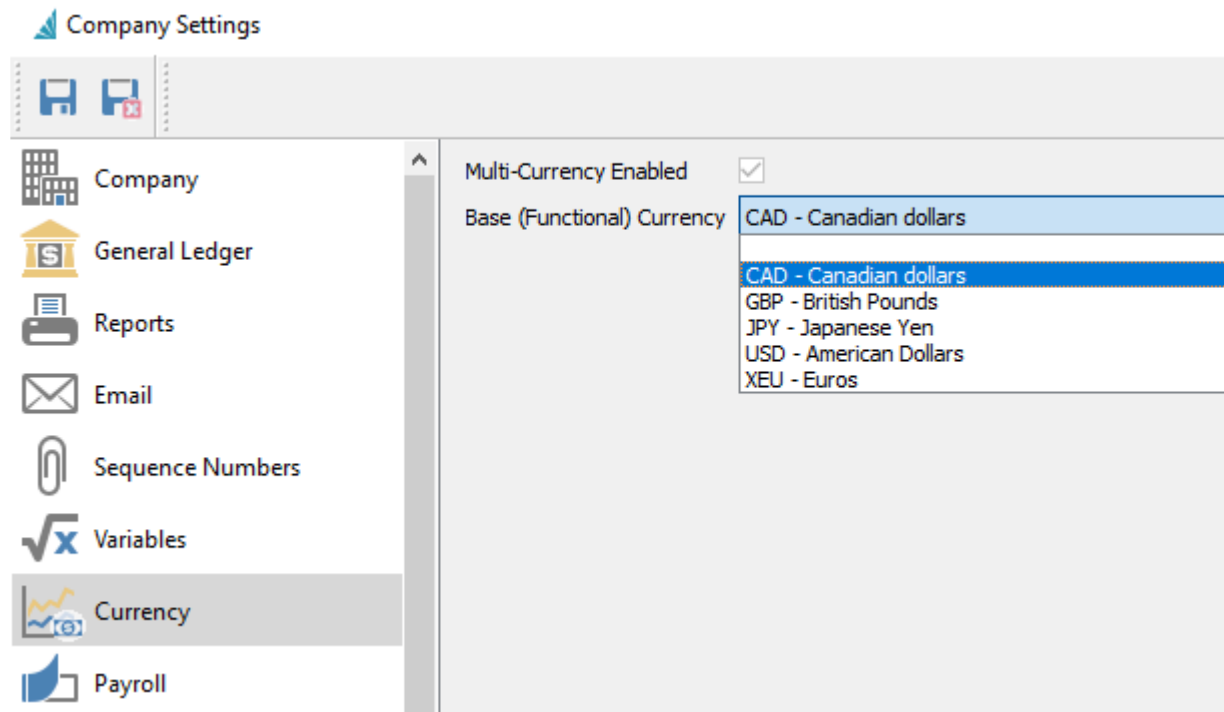 Company Settings
Company
General Ledger
Reports
Email
Sequence Numbers
Variables
Currency
Payroll
Multi-Currency Enabled
Base (Functional) Currency
CAD - Canadian dollars
CAD - Canadian dollars
GBP - British Pounds
JPY - Japanese Yen
USD - American Dollars
XEU - Euros